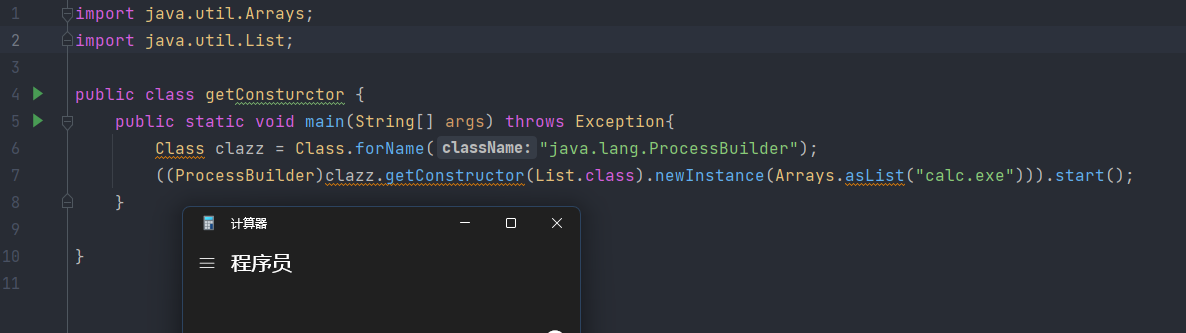 1 import java.util.Arrays;
2 import java.util.List;
3
4 public class getConsturctor {
5 public static void main(String[] args) throws Exception{
6 Class clazz = Class.forName( className: "java.lang.ProcessBuilder");
7 ((ProcessBuilder)clazz.getConstructor(List.class).newInstance(Arrays.asList("calc.exe"))).start();
8 }
9
10 }
11
计算器
程序员